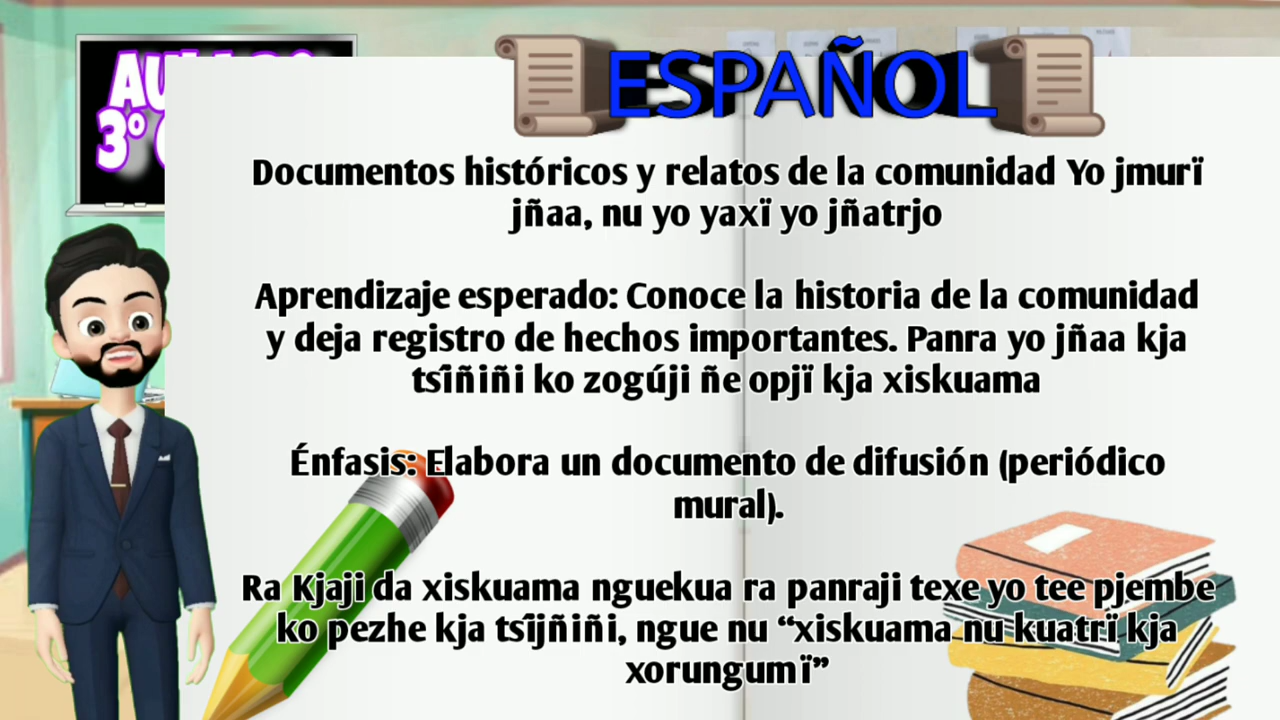 3º
ESPAÑOL
Documentos históricos y relatos de la comunidad Yo jmurï
jñaa, nu yo yaxï yo jñatrjo
Aprendizaje esperado: Conoce la historia de la comunidad
y deja registro de hechos importantes. Panra yo jñaa kja
tsïñiñi ko zogúji ñe opjï kja xiskuama
Énfasis: Elabora un documento de difusión (periódico
mural).
Ra Kjaji da xiskuama nguekua ra panraji texe yo tee pjembe
ko pezhe kja tsïjñiñi, ngue nu “xiskuama nu kuatrï kja
xorungumï”